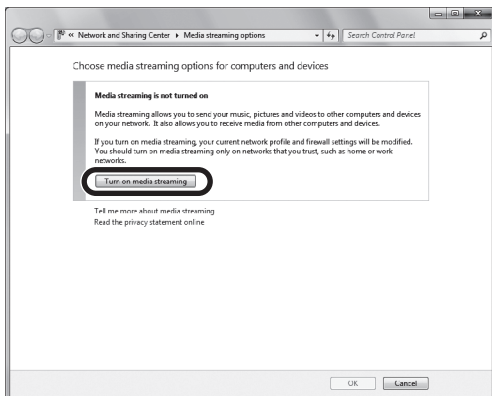 « Network and Sharing Center ▸ Media streaming options Search Control Panel
Choose media streaming options for computers and devices
Media streaming is not turned on
Media streaming allows you to send your music, pictures and videos to other computers and devices
on your network. It also allows you to receive media from other computers and devices.
If you turn on media streaming, your current network profile and firewall settings will be modified.
You should turn on media streaming only on networks that you trust, such as home or work
networks.
Turn on media streaming
Tell me more about media streaming
Read the privacy statement online
OK Cancel